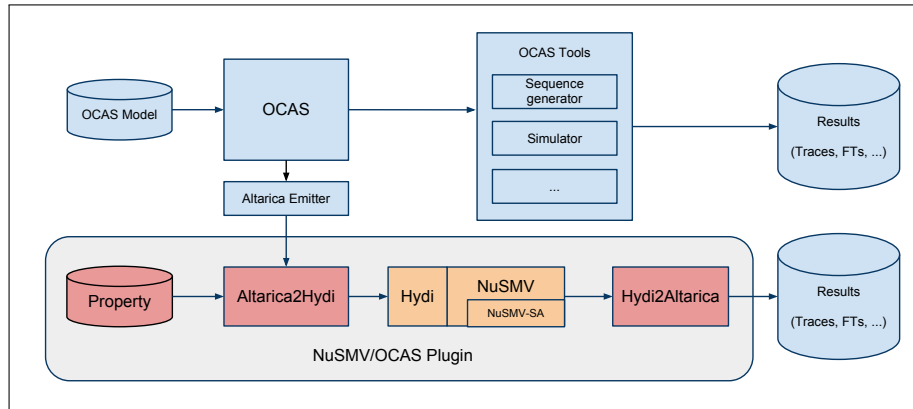 OCAS Model
OCAS
OCAS Tools
Sequence
generator
Simulator
...
Results
(Traces, FTs, ...)
Altarica Emitter
Property
Altarica2Hydi
Hydi
NuSMV
NuSMV-SA
Hydi2Altarica
Results
(Traces, FTs, ...)
NuSMV/OCAS Plugin